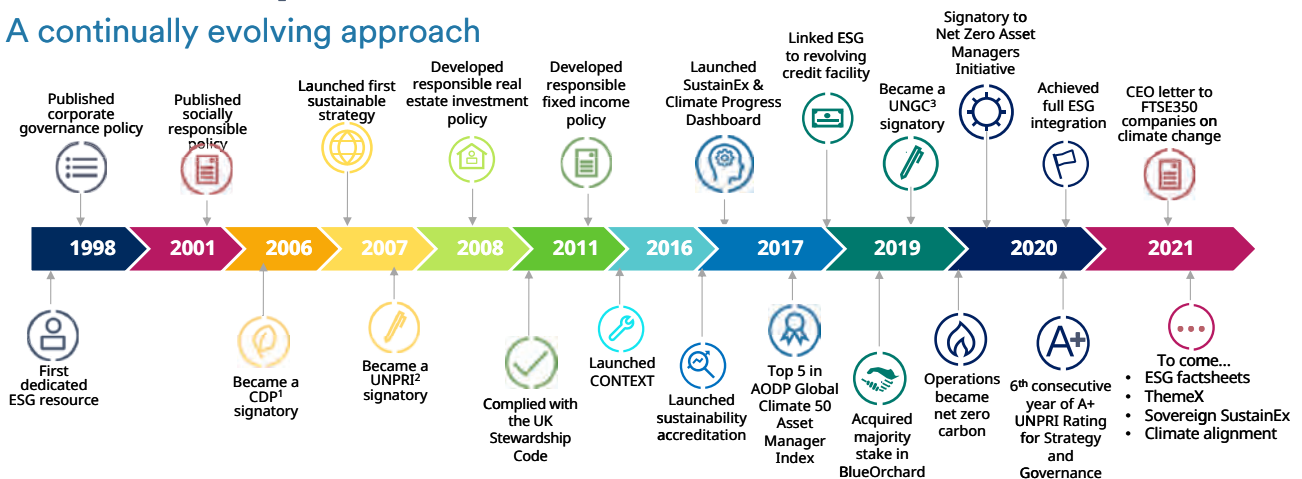 A continually evolving approach
Published
corporate
governance policy
Published
socially
responsible
policy
Launched first
sustainable
strategy
Developed
responsible real
estate investment
policy
Developed
responsible
fixed income
policy
Launched
SustainEx &
Climate Progress
Dashboard
Linked ESG
to revolving
credit facility
Became a
UNGC³
signatory
Signatory to
Net Zero Asset
Managers
Initiative
Achieved
full ESG
integration
CEO letter to
FTSE350
companies on
climate change
1998
2001
2006
2007
2008
2011
2016
2017
2019
2020
2021
First
dedicated
ESG resource
Became a
CDP¹
signatory
Became a
UNPRI²
signatory
Complied with
the UK
Stewardship
Code
Launched
CONTEXT
Launched
sustainability
accreditation
Top 5 in
AODP Global
Climate 50
Asset
Manager
Index
Acquired
majority
stake in
BlueOrchard
Operations
became
net zero
carbon
A+
6th consecutive
year of A+
UNPRI Rating
for Strategy
and
Governance
To come...
• ESG factsheets
• ThemeX
• Sovereign SustainEx
• Climate alignment